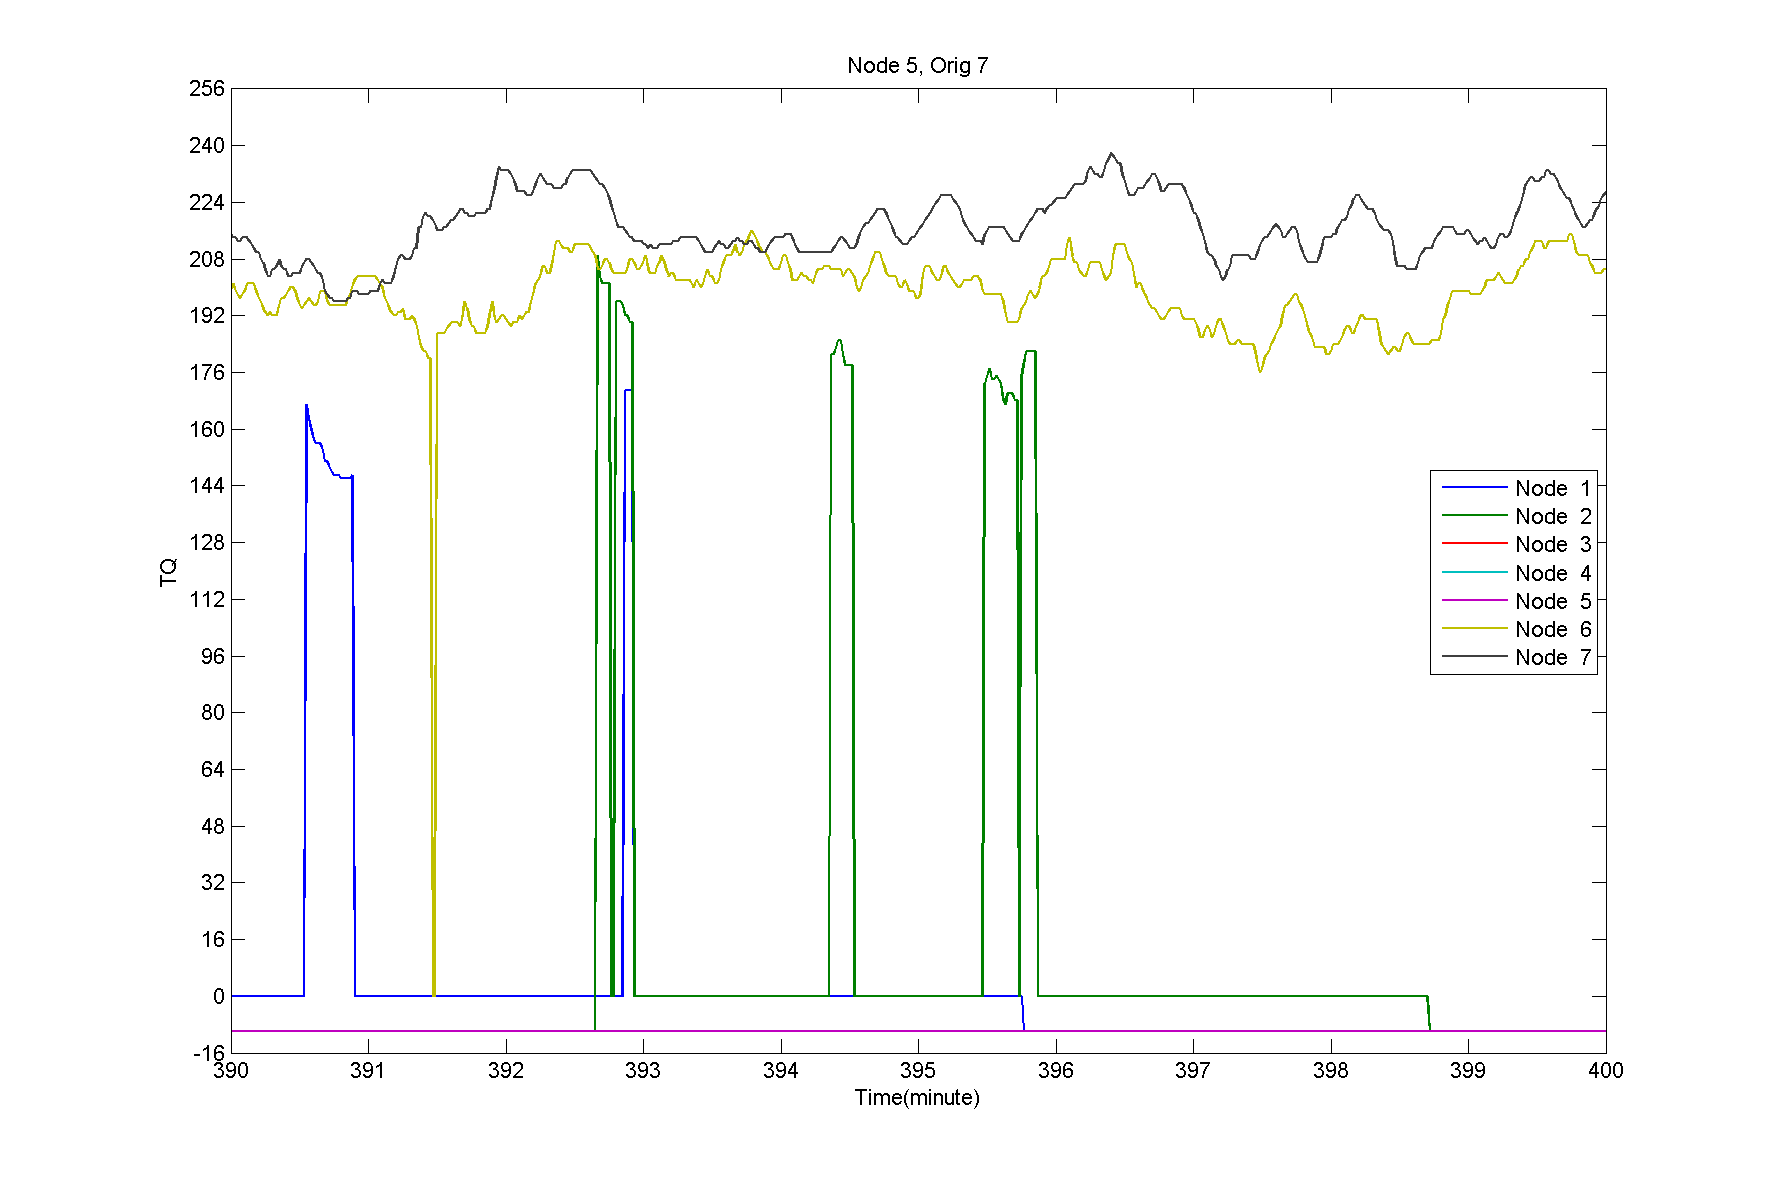 Node 5, Orig 7
256
240
224
208
192
176
160
144
128
112
96
80
64
48
32
16
0
-16
TQ
Node 1
Node 2
Node 3
Node 4
Node 5
Node 6
Node 7
390 391 392 393 394 395 396 397 398 399 400
Time(minute)